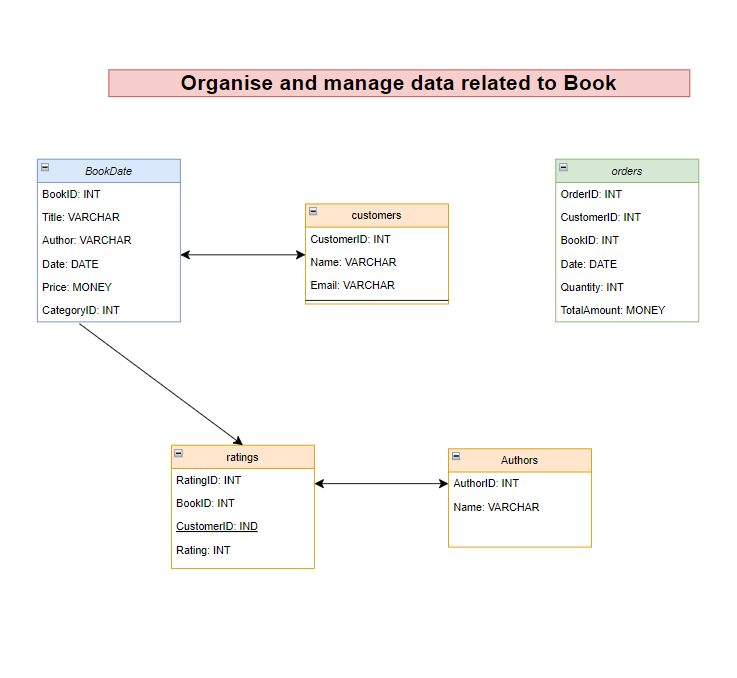 Organise and manage data related to Book
BookDate
BookID: INT
Title: VARCHAR
Author: VARCHAR
Date: DATE
Price: MONEY
CategoryID: INT
customers
CustomerID: INT
Name: VARCHAR
Email: VARCHAR
orders
OrderID: INT
CustomerID: INT
BookID: INT
Date: DATE
Quantity: INT
TotalAmount: MONEY
ratings
RatingID: INT
BookID: INT
CustomerID: IND
Rating: INT
Authors
AuthorID: INT
Name: VARCHAR